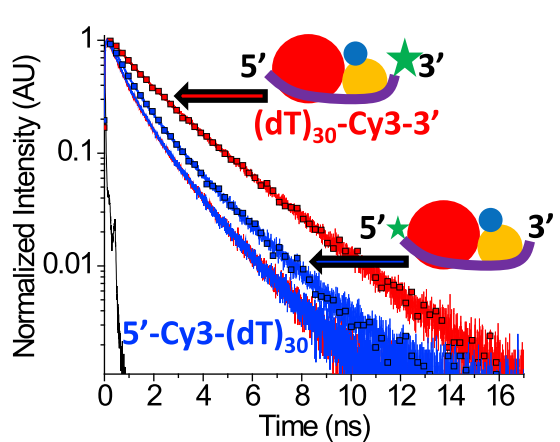 5’
3’
(dT)30-Cy3-3’
5’
3’
5’-Cy3-(dT)30
Normalized Intensity (AU)
1
0.1
0.01
0 2 4 6 8 10 12 14 16
Time (ns)